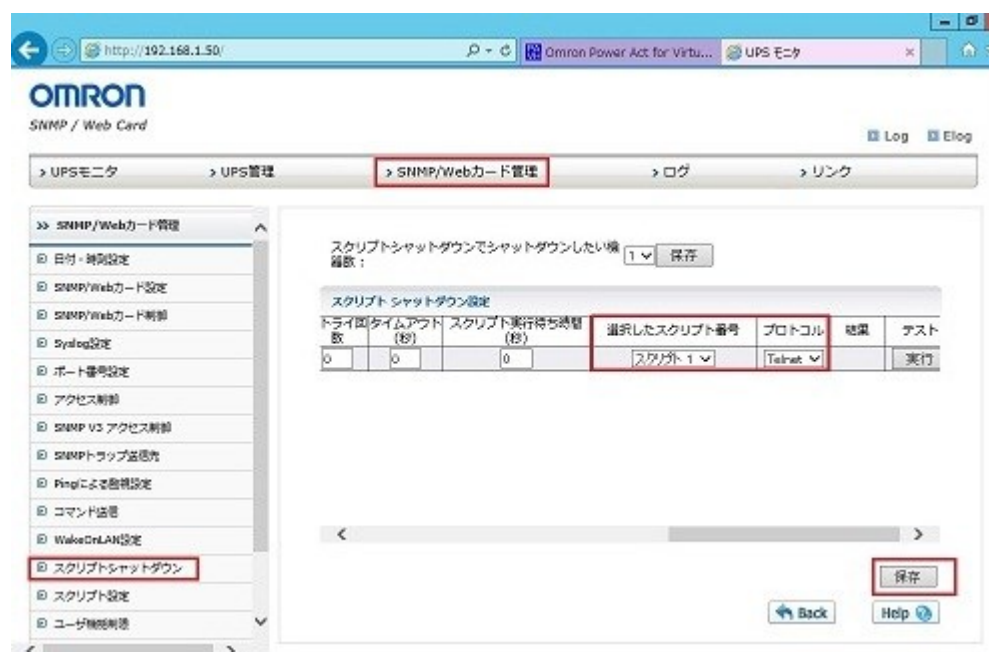 http://192.168.1.50/
Omron Power Act for Virtu...
UPS モニタ
OMRON
SNMP / Web Card
Log
Elog
UPSモニタ
UPS管理
SNMP/Webカード管理
ログ
リンク
SNMP/Webカード管理
日付・時刻設定
SNMP/Webカード設定
SNMP/Webカード制御
Syslog設定
ポート番号設定
アクセス制御
SNMP V3 アクセス制御
SNMPトラップ送信先
Pingによる監視設定
コマンド送信
WakeOnLAN設定
スクリプトシャットダウン
スクリプト設定
ユーザ機能制限
スクリプトシャットダウンでシャットダウンしたい機
器数：
1
保存
スクリプト シャットダウン設定
トライ回
数
タイムアウト
(秒)
スクリプト実行待ち時間
(秒)
選択したスクリプト番号
プロトコル
結果
テスト
0
0
0
スクリプト 1
Telnet
実行
保存
Back
Help